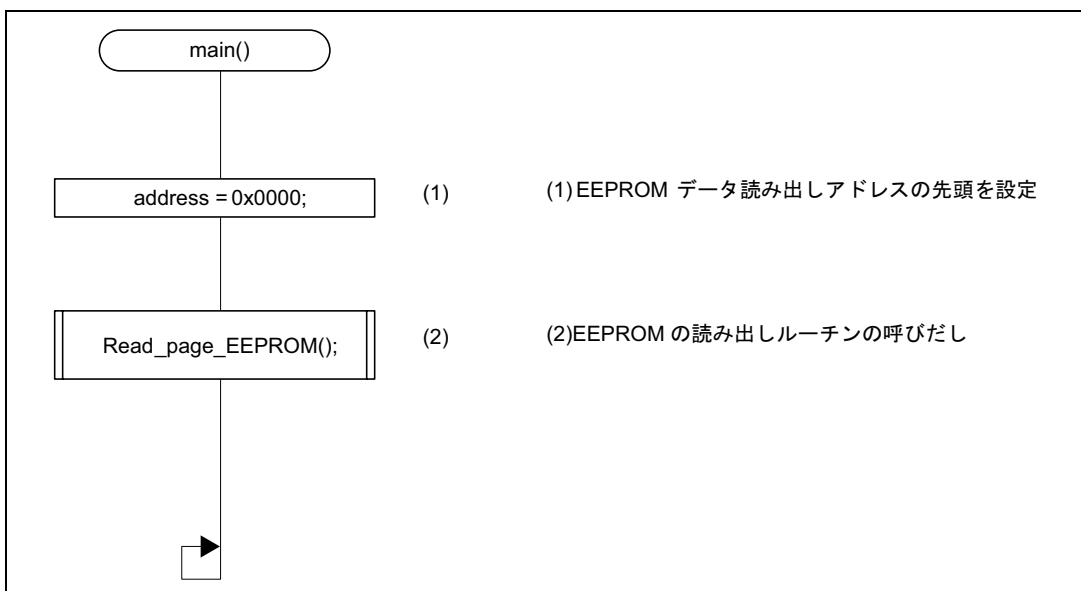 main()
address = 0x0000; (1) (1) EEPROM データ読み出しアドレスの先頭を設定
Read_page_EEPROM(); (2) (2)EEPROM の読み出しルーチンの呼びだし